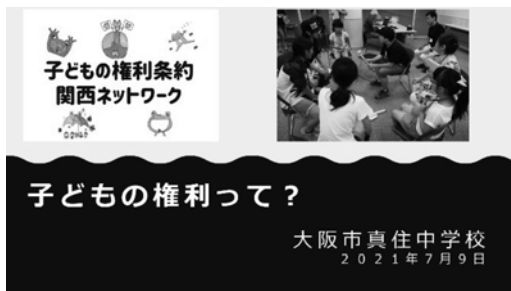 子どもの権利条約
関西ネットワーク
子どもの権利って？
大阪市真住中学校
2021年7月9日